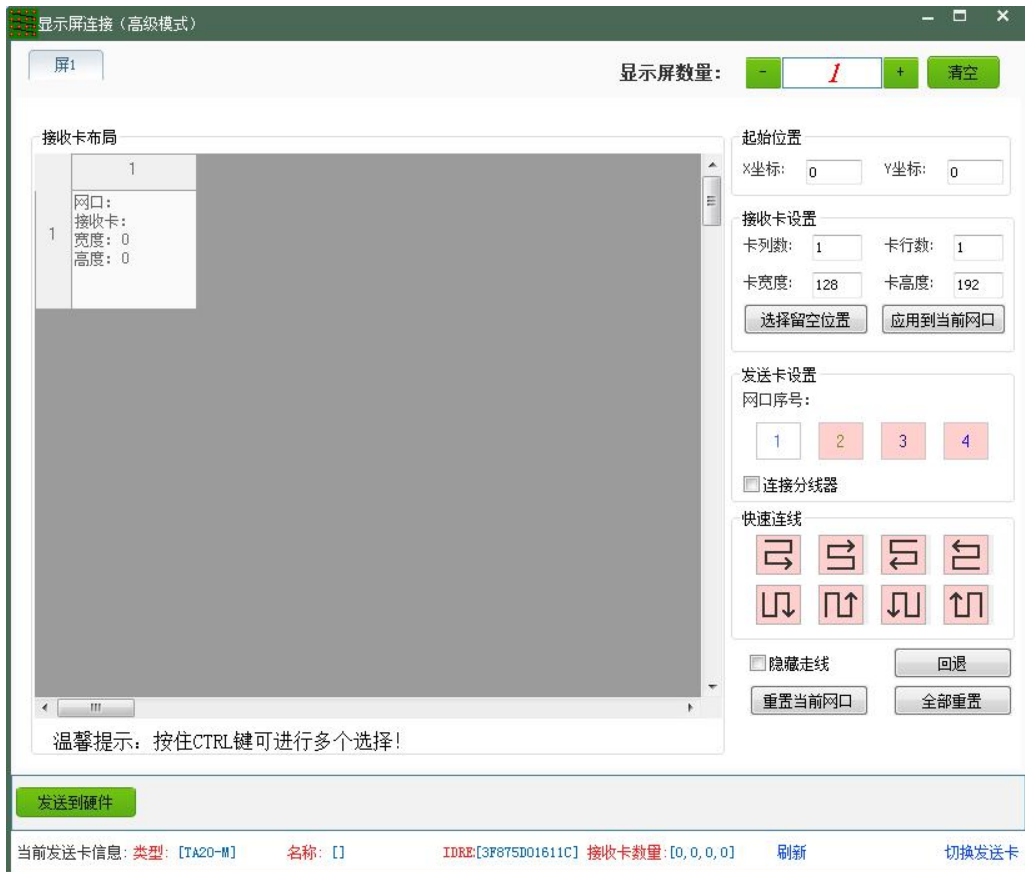 显示屏连接（高级模式）
屏1
显示屏数量：
-
1
+
清空
接收卡布局
1
1
网口：
接收卡：
宽度：0
高度：0
温馨提示：按住CTRL键可进行多个选择！
起始位置
X坐标： 0 Y坐标： 0
接收卡设置
卡列数： 1 卡行数： 1
卡宽度： 128 卡高度： 192
选择留空位置 应用到当前网口
发送卡设置
网口序号：
1 2 3 4
连接分线器
快速连线
隐藏走线 回退
重置当前网口 全部重置
发送到硬件
当前发送卡信息：类型：[TA20-M] 名称：[] IDRE:[3F875D01611C] 接收卡数量:[0,0,0,0] 刷新 切换发送卡